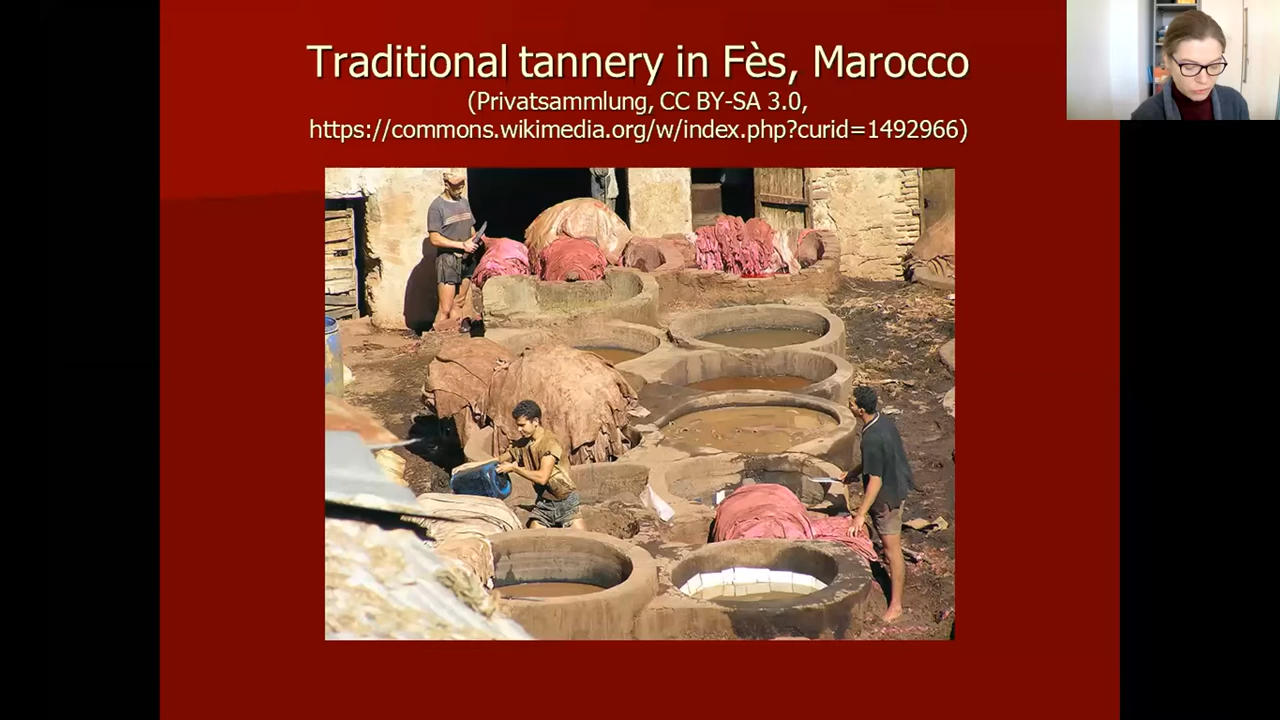 Traditional tannery in Fès, Marocco
(Privatsammlung, CC BY-SA 3.0,
https://commons.wikimedia.org/w/index.php?curid=1492966)